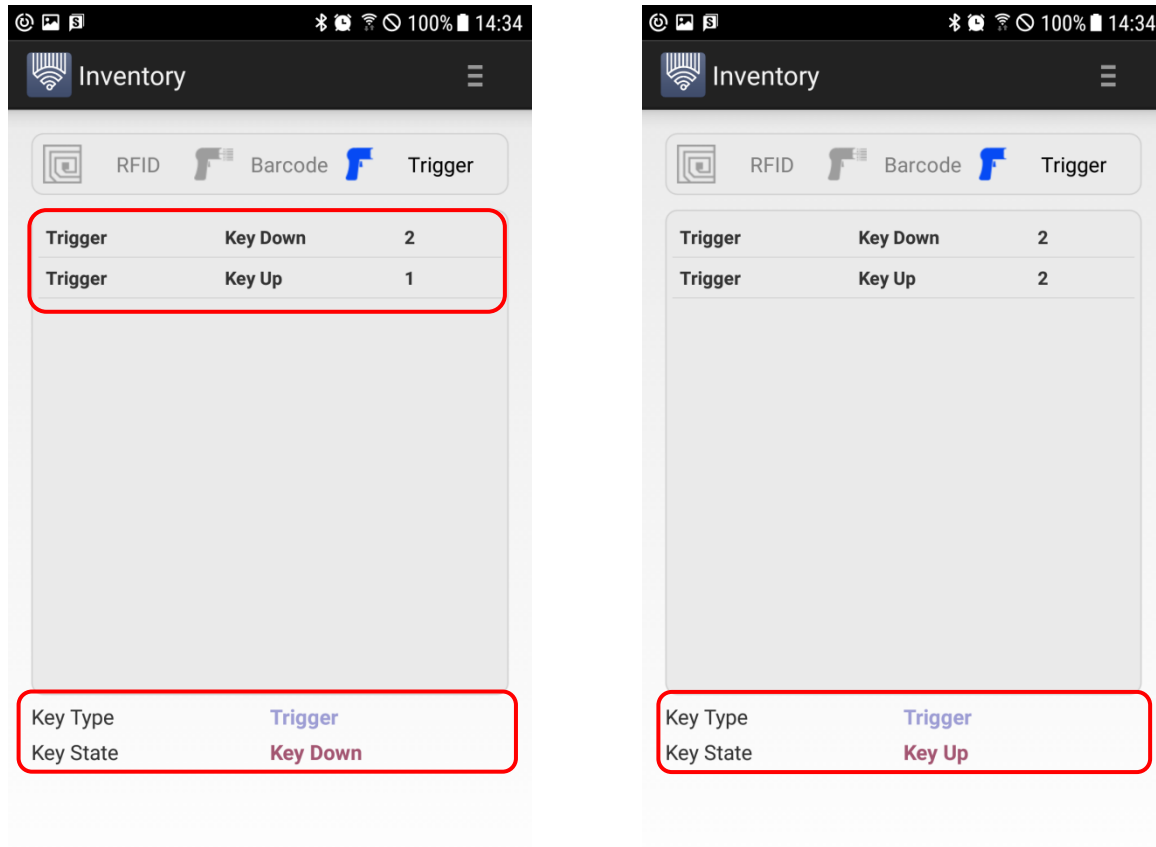 100% 14:34
Inventory
RFID Barcode Trigger
Trigger Key Down 2
Trigger Key Up 1
Key Type Trigger
Key State Key Down
100% 14:34
Inventory
RFID Barcode Trigger
Trigger Key Down 2
Trigger Key Up 2
Key Type Trigger
Key State Key Up